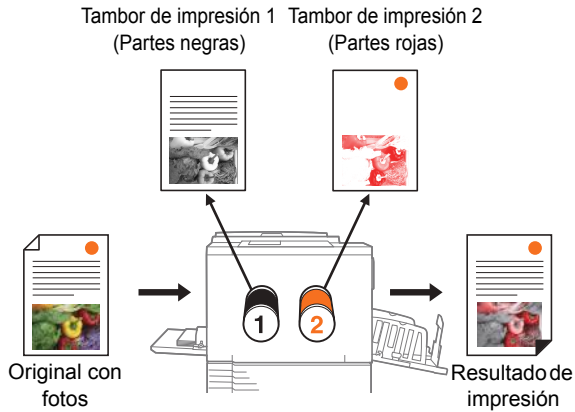 Tambor de impresión 1
(Partes negras)
Tambor de impresión 2
(Partes rojas)
1
2
Original con
fotos
Resultado de
impresión